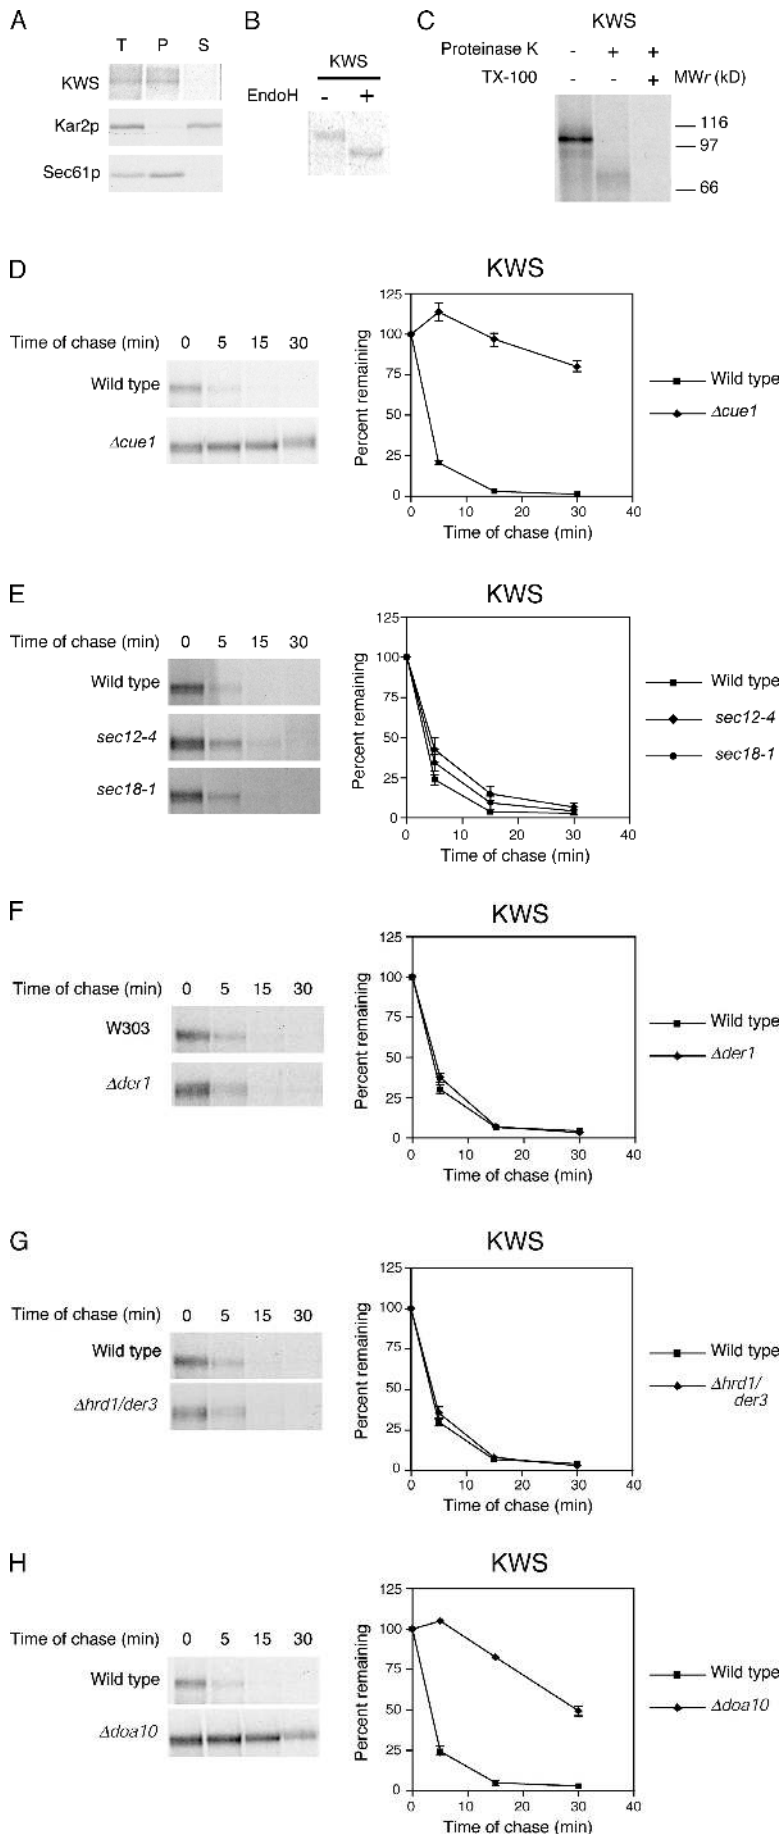 A
T P S
KWS
Kar2p
Sec61p
B
KWS
EndoH - +
C
KWS
Proteinase K - + +
TX-100 - - + MWr (kD)
116
97
66
D
KWS
Time of chase (min) 0 5 15 30
Wild type
Δcue1
Percent remaining
125
100
75
50
25
0
0 10 20 30 40
Time of chase (min)
Wild type
Δcue1
E
KWS
Time of chase (min) 0 5 15 30
Wild type
sec12-4
sec18-1
Percent remaining
125
100
75
50
25
0
0 10 20 30 40
Time of chase (min)
Wild type
sec12-4
sec18-1
F
KWS
Time of chase (min) 0 5 15 30
W303
Δder1
Percent remaining
125
100
75
50
25
0
0 10 20 30 40
Time of chase (min)
Wild type
Δder1
G
KWS
Time of chase (min) 0 5 15 30
Wild type
Δhrd1/der3
Percent remaining
125
100
75
50
25
0
0 10 20 30 40
Time of chase (min)
Wild type
Δhrd1/
der3
H
KWS
Time of chase (min) 0 5 15 30
Wild type
Δdoa10
Percent remaining
125
100
75
50
25
0
0 10 20 30 40
Time of chase (min)
Wild type
Δdoa10